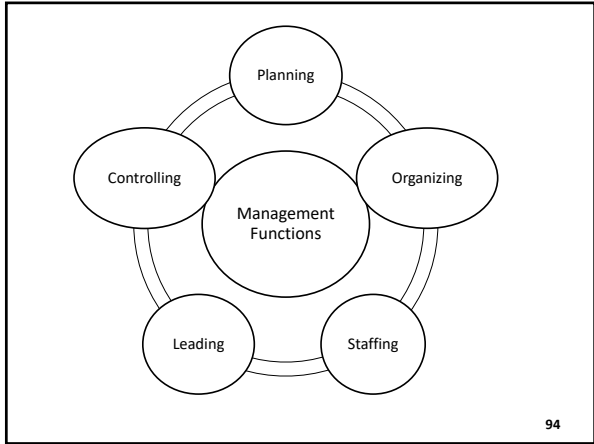 Planning
Controlling
Organizing
Management
Functions
Leading
Staffing
94